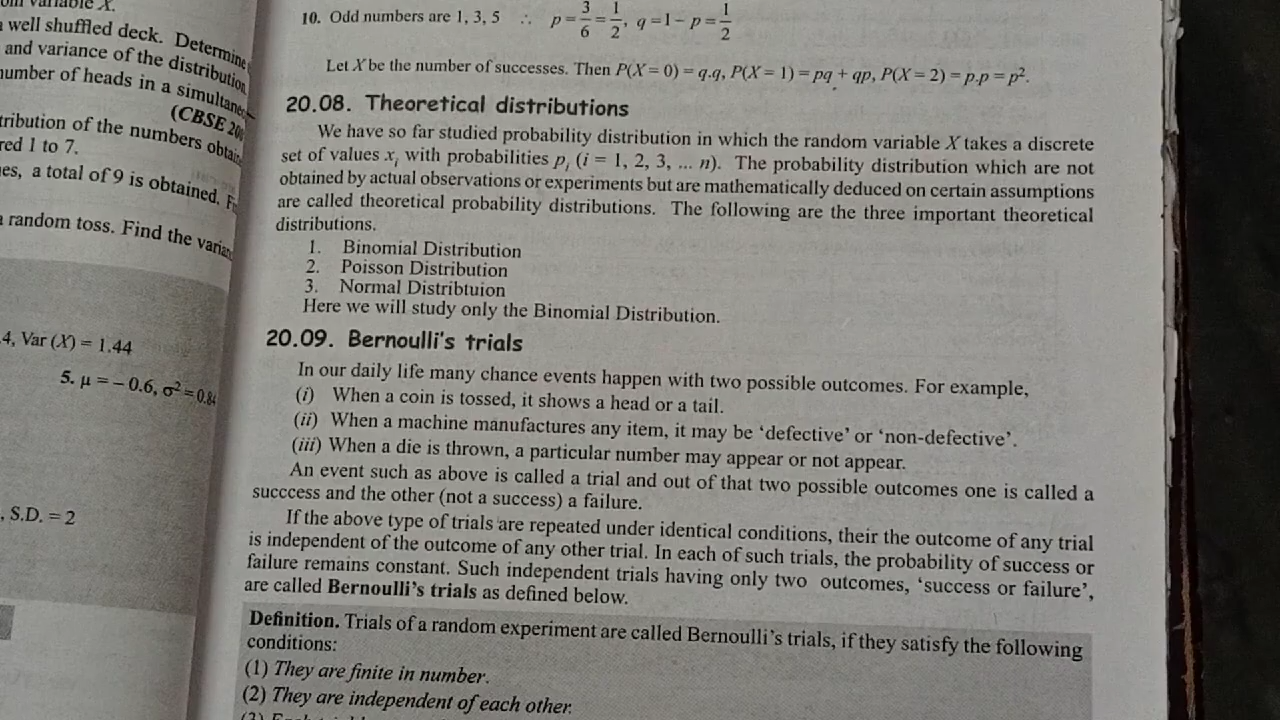 well shuffled deck. Determine
and variance of the distribution
number of heads in a simultane
(CBSE 20
tribution of the numbers obtain
red 1 to 7.
es, a total of 9 is obtained.
random toss. Find the varian
4, Var (X) = 1.44
5. μ = – 0.6, σ² = 0.84
, S.D. = 2
10. Odd numbers are 1, 3, 5 ∴ p = 3/6 = 1/2, q = 1 – p = 1/2
Let X be the number of successes. Then P(X = 0) = q.q, P(X = 1) = pq + qp, P(X = 2) = p.p = p².
20.08. Theoretical distributions
We have so far studied probability distribution in which the random variable X takes a discrete
set of values xᵢ with probabilities pᵢ (i = 1, 2, 3, ... n). The probability distribution which are not
obtained by actual observations or experiments but are mathematically deduced on certain assumptions
are called theoretical probability distributions. The following are the three important theoretical
distributions.
1. Binomial Distribution
2. Poisson Distribution
3. Normal Distribtuion
Here we will study only the Binomial Distribution.
20.09. Bernoulli's trials
In our daily life many chance events happen with two possible outcomes. For example,
(i) When a coin is tossed, it shows a head or a tail.
(ii) When a machine manufactures any item, it may be 'defective' or 'non-defective'.
(iii) When a die is thrown, a particular number may appear or not appear.
An event such as above is called a trial and out of that two possible outcomes one is called a
succcess and the other (not a success) a failure.
If the above type of trials are repeated under identical conditions, their the outcome of any trial
is independent of the outcome of any other trial. In each of such trials, the probability of success or
failure remains constant. Such independent trials having only two outcomes, 'success or failure',
are called Bernoulli's trials as defined below.
Definition. Trials of a random experiment are called Bernoulli's trials, if they satisfy the following
conditions:
(1) They are finite in number.
(2) They are independent of each other.